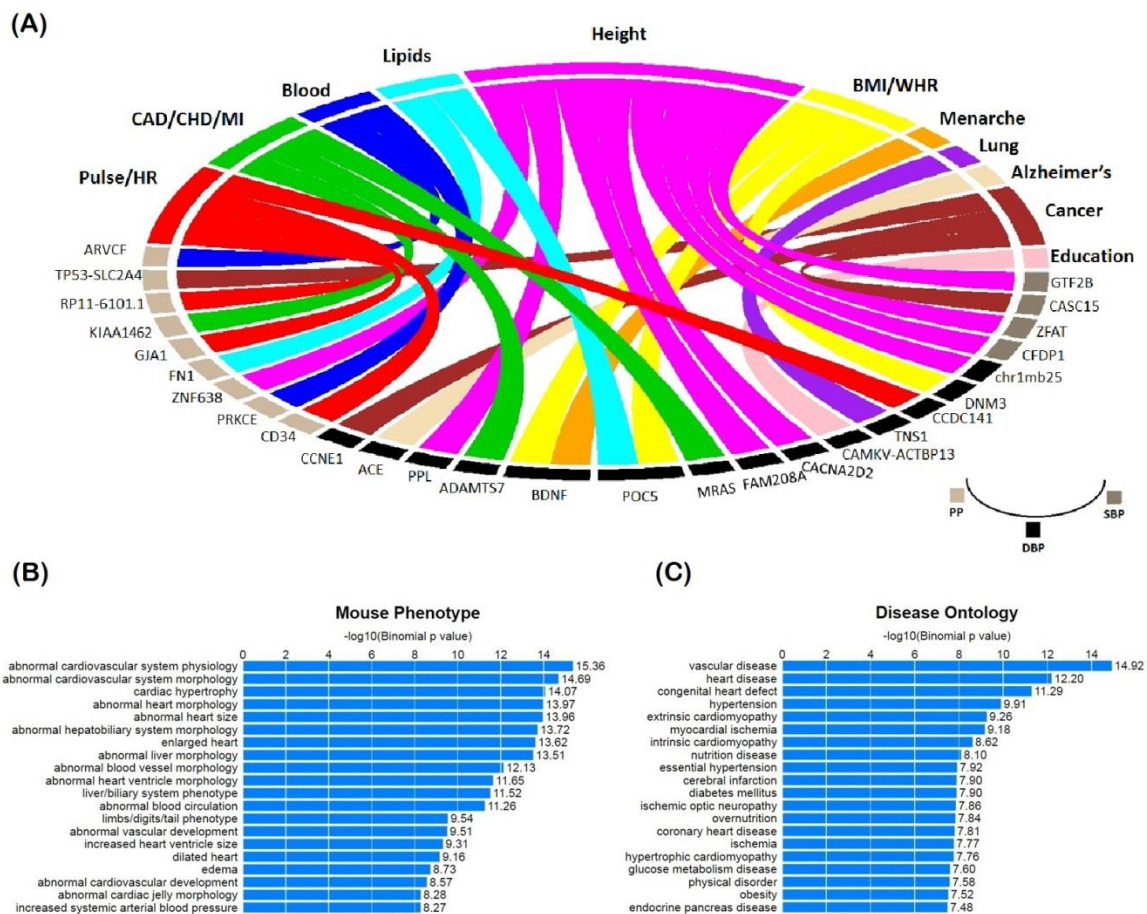 (A)
Height
Lipids
Blood
BMI/WHR
CAD/CHD/MI
Menarche
Lung
Pulse/HR
Alzheimer's
Cancer
Education
ARVCF
TP53-SLC2A4
RP11-6101.1
KIAA1462
GJA1
FN1
ZNF638
PRKCE
CD34
CCNE1
ACE
PPL
ADAMTS7
BDNF
POC5
MRAS
FAM208A
CACNA2D2
CAMKV-ACTBP13
TNS1
CCDC141
DNM3
chr1mb25
CFDP1
ZFAT
CASC15
GTF2B
PP
DBP
SBP
(B)
Mouse Phenotype
-log10(Binomial p value)
0 2 4 6 8 10 12 14
abnormal cardiovascular system physiology 15.36
abnormal cardiovascular system morphology 14.69
cardiac hypertrophy 14.07
abnormal heart morphology 13.97
abnormal heart size 13.96
abnormal hepatobiliary system morphology 13.72
enlarged heart 13.62
abnormal liver morphology 13.51
abnormal blood vessel morphology 12.13
abnormal heart ventricle morphology 11.65
liver/biliary system phenotype 11.52
abnormal blood circulation 11.26
limbs/digits/tail phenotype 9.54
abnormal vascular development 9.51
increased heart ventricle size 9.31
dilated heart 9.16
edema 8.73
abnormal cardiovascular development 8.57
abnormal cardiac jelly morphology 8.28
increased systemic arterial blood pressure 8.27
(C)
Disease Ontology
-log10(Binomial p value)
0 2 4 6 8 10 12 14
vascular disease 14.92
heart disease 12.20
congenital heart defect 11.29
hypertension 9.91
extrinsic cardiomyopathy 9.26
myocardial ischemia 9.18
intrinsic cardiomyopathy 8.62
nutrition disease 8.10
essential hypertension 7.92
cerebral infarction 7.90
diabetes mellitus 7.90
ischemic optic neuropathy 7.86
overnutrition 7.84
coronary heart disease 7.81
ischemia 7.77
hypertrophic cardiomyopathy 7.76
glucose metabolism disease 7.60
physical disorder 7.58
obesity 7.52
endocrine pancreas disease 7.48